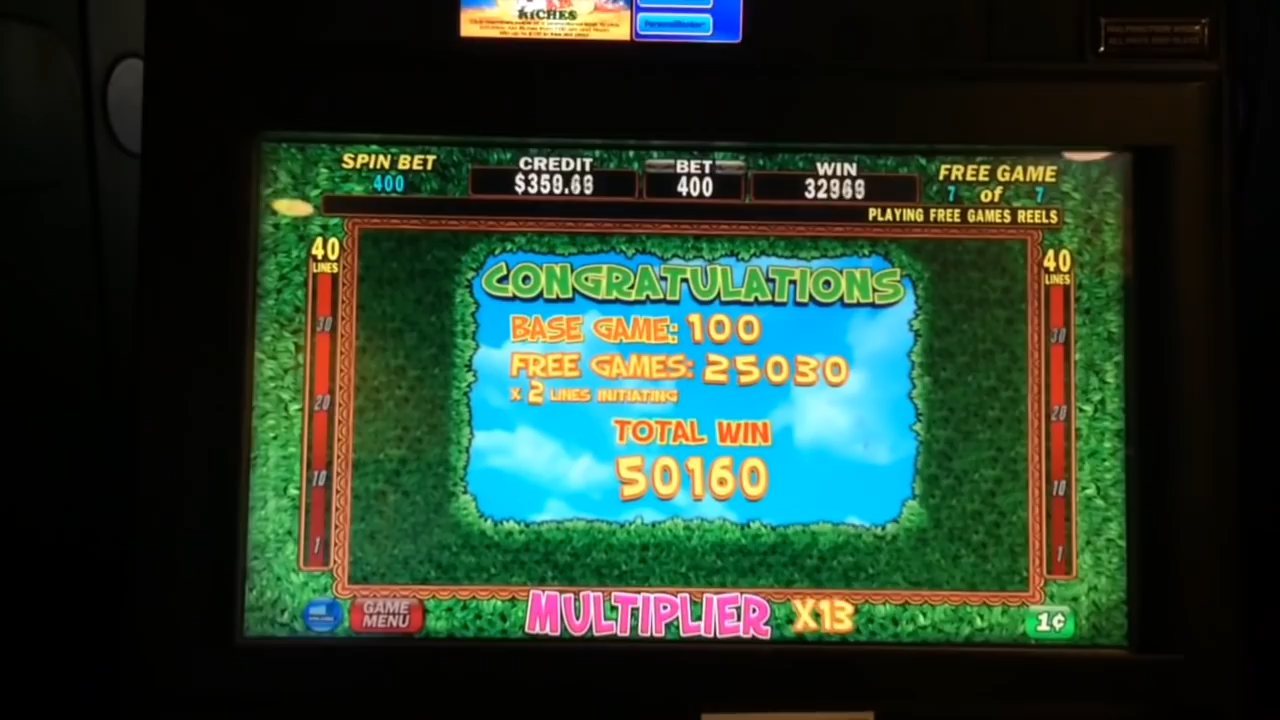 RICHES
SPIN BET
400
CREDIT
$359.69
BET
400
WIN
32969
FREE GAME
7 of 7
PLAYING FREE GAMES REELS
40
LINES
30
20
10
1
40
LINES
30
20
10
1
CONGRATULATIONS
BASE GAME: 100
FREE GAMES: 25030
X 2 LINES INITIATING
TOTAL WIN
50160
GAME
MENU
MULTIPLIER X13
1¢